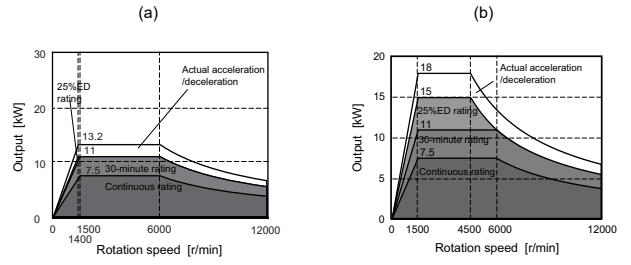 (a)
30
20
10
0
Output [kW]
25%ED
rating
Actual acceleration
/deceleration
13.2
11
7.5
30-minute rating
Continuous rating
0
1500
1400
6000
12000
Rotation speed [r/min]
(b)
20
15
10
5
0
Output [kW]
18
15
11
7.5
Actual acceleration
/deceleration
25%ED rating
30-minute rating
Continuous rating
0
1500
4500
6000
12000
Rotation speed [r/min]